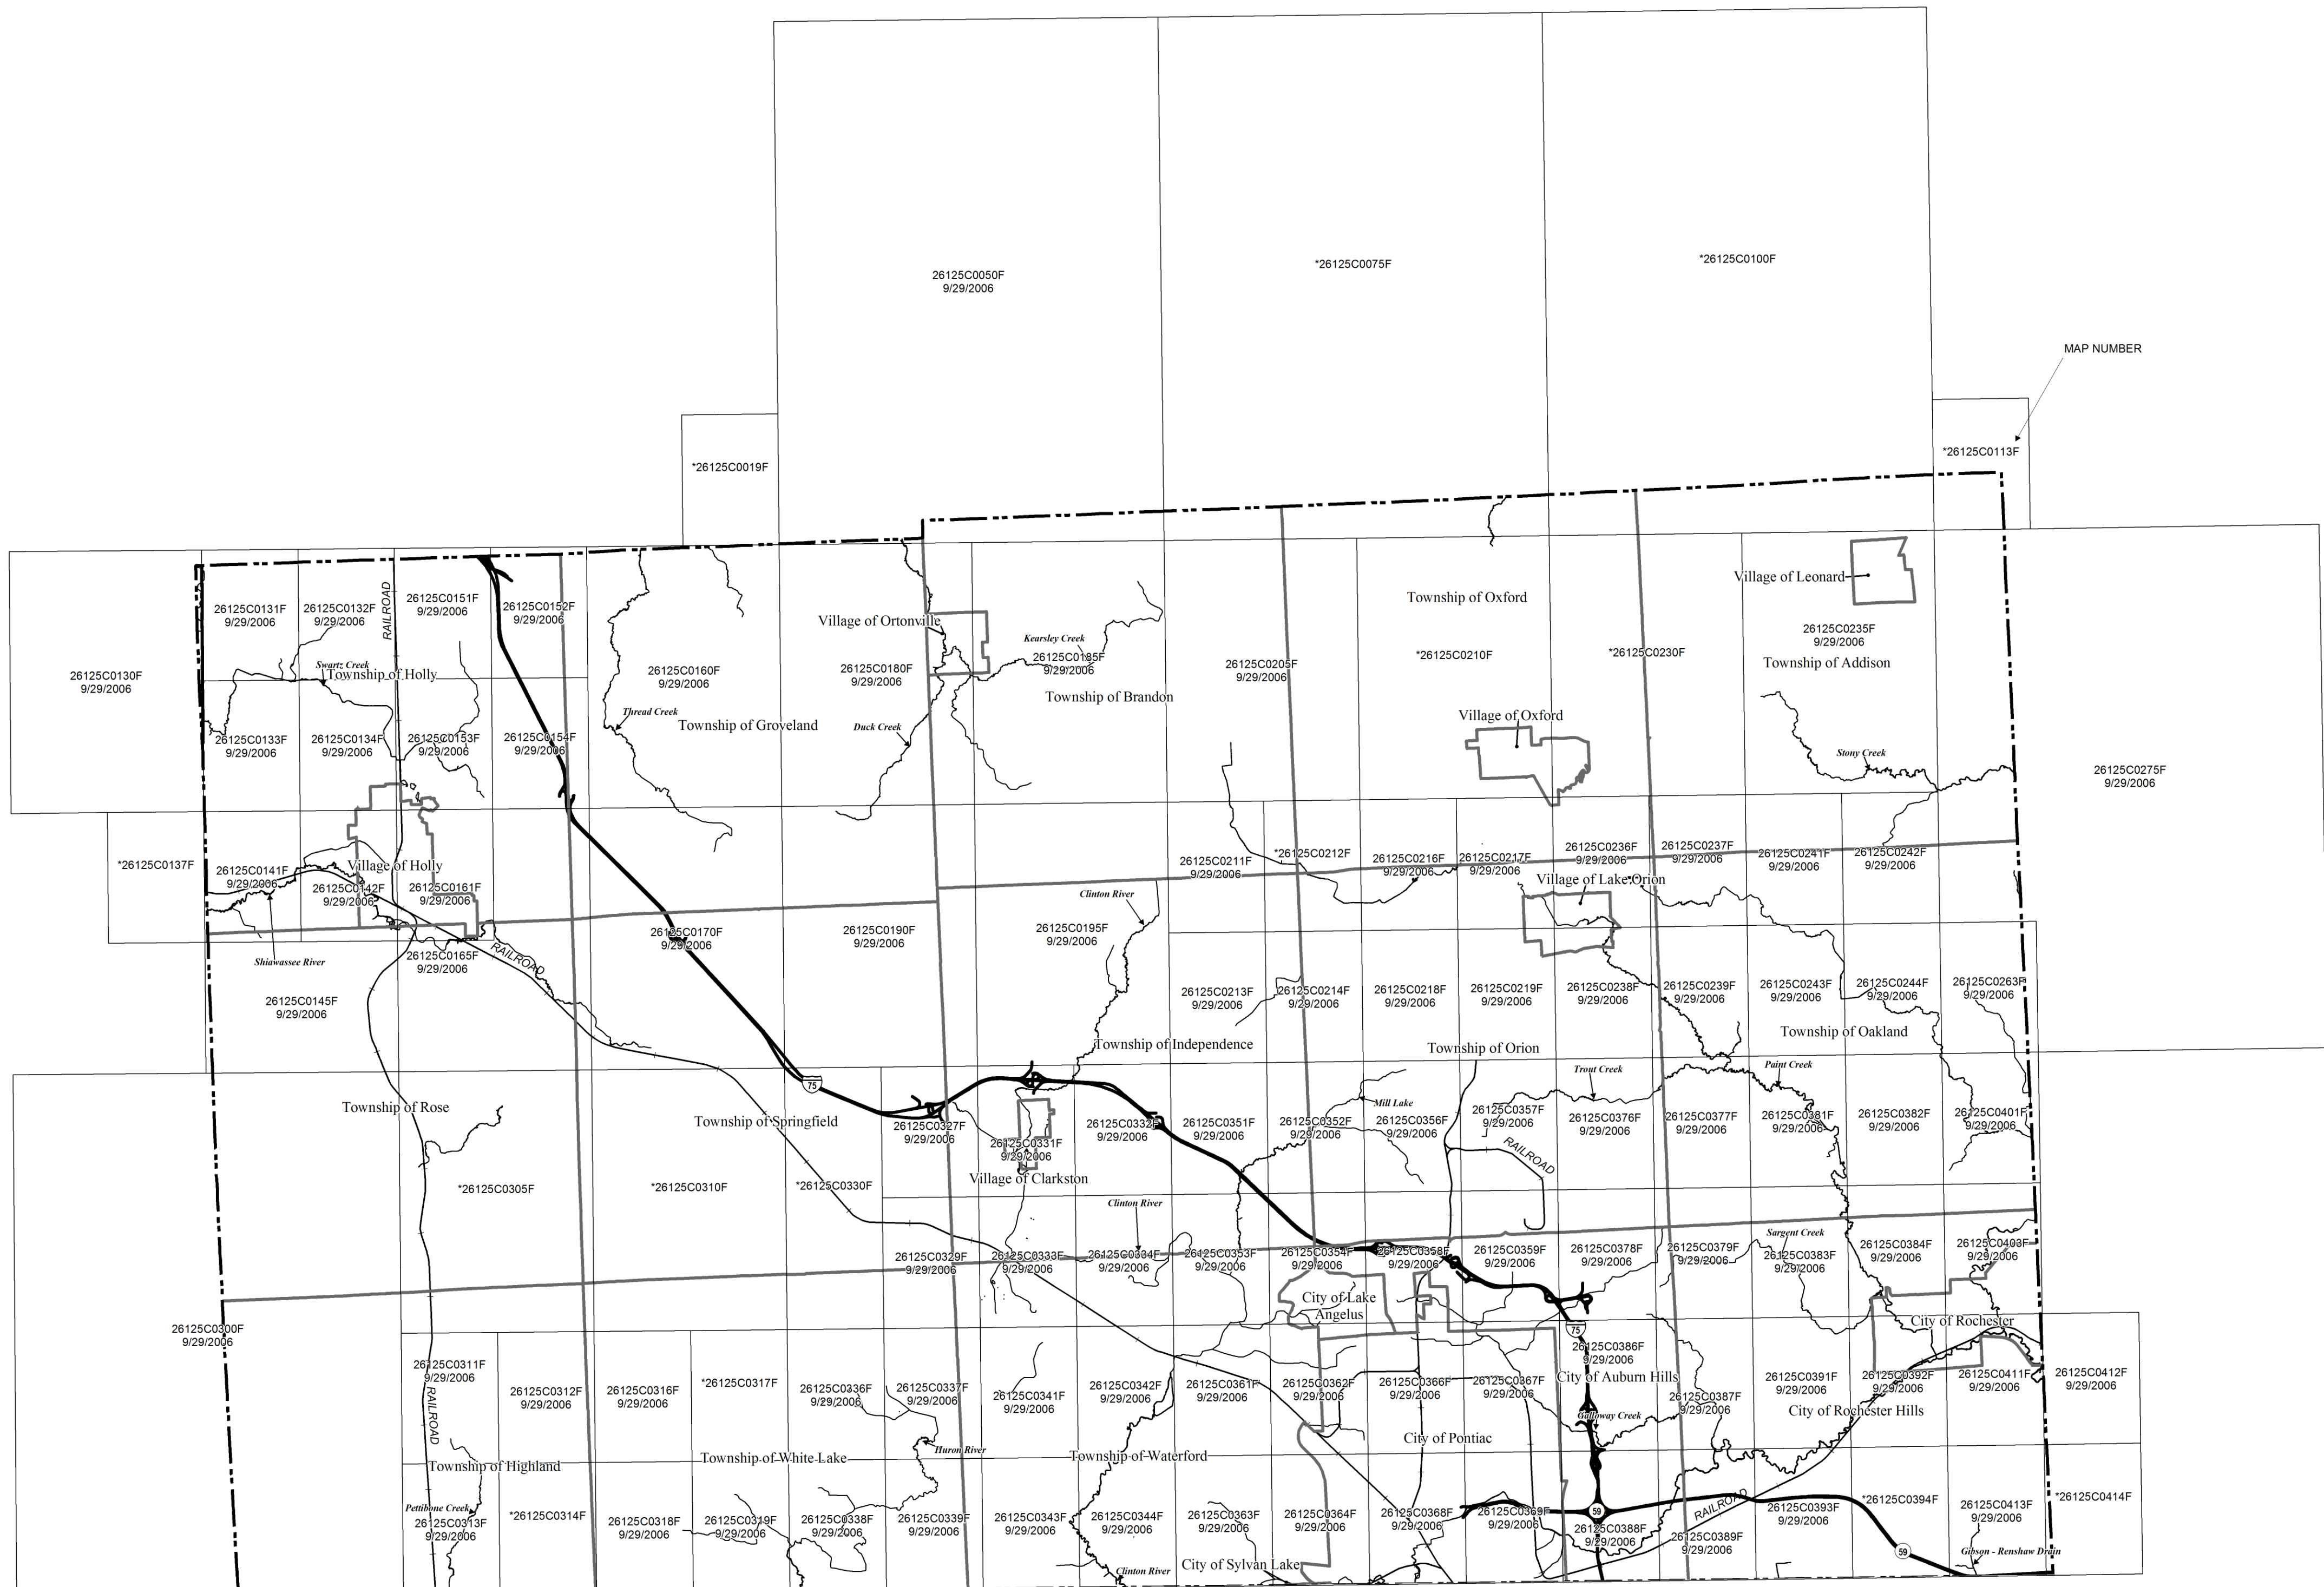 26125C0050F
9/29/2006
*26125C0075F
*26125C0100F
MAP NUMBER
*26125C0019F
*26125C0113F
26125C0130F
9/29/2006
26125C0131F
9/29/2006
26125C0132F
9/29/2006
RAILROAD
26125C0151F
9/29/2006
26125C0152F
9/29/2006
Swartz Creek
Township of Holly
26125C0133F
9/29/2006
26125C0134F
9/29/2006
26125C0153F
9/29/2006
26125C0154F
9/29/2006
26125C0160F
9/29/2006
Thread Creek
Township of Groveland
Village of Ortonville
26125C0180F
9/29/2006
Duck Creek
Kearsley Creek
26125C0185F
9/29/2006
Township of Brandon
26125C0205F
9/29/2006
Township of Oxford
*26125C0210F
Village of Oxford
*26125C0230F
Village of Leonard
26125C0235F
9/29/2006
Township of Addison
Stony Creek
26125C0275F
9/29/2006
*26125C0137F
26125C0141F
9/29/2006
Village of Holly
26125C0142F
9/29/2006
26125C0161F
9/29/2006
Shiawassee River
26125C0145F
9/29/2006
26125C0165F
9/29/2006
RAILROAD
26125C0170F
9/29/2006
26125C0190F
9/29/2006
26125C0195F
9/29/2006
Clinton River
26125C0211F
9/29/2006
*26125C0212F
26125C0216F
9/29/2006
26125C0217F
9/29/2006
26125C0236F
9/29/2006
26125C0237F
9/29/2006
26125C0241F
9/29/2006
26125C0242F
9/29/2006
Village of Lake Orion
26125C0213F
9/29/2006
26125C0214F
9/29/2006
26125C0218F
9/29/2006
26125C0219F
9/29/2006
26125C0238F
9/29/2006
26125C0239F
9/29/2006
26125C0243F
9/29/2006
26125C0244F
9/29/2006
26125C0263F
9/29/2006
Township of Independence
Township of Orion
Township of Oakland
75
Township of Rose
Township of Springfield
*26125C0305F
*26125C0310F
*26125C0330F
26125C0327F
9/29/2006
26125C0331F
9/29/2006
Village of Clarkston
26125C0332F
9/29/2006
26125C0351F
9/29/2006
26125C0352F
9/29/2006
Mill Lake
26125C0356F
9/29/2006
26125C0357F
9/29/2006
RAILROAD
Trout Creek
26125C0376F
9/29/2006
26125C0377F
9/29/2006
Paint Creek
26125C0381F
9/29/2006
26125C0382F
9/29/2006
26125C0401F
9/29/2006
Clinton River
26125C0329F
9/29/2006
26125C0333F
9/29/2006
26125C0334F
9/29/2006
26125C0353F
9/29/2006
26125C0354F
9/29/2006
26125C0358F
9/29/2006
26125C0359F
9/29/2006
26125C0378F
9/29/2006
26125C0379F
9/29/2006
Sargent Creek
26125C0383F
9/29/2006
26125C0384F
9/29/2006
26125C0403F
9/29/2006
City of Lake
Angelus
26125C0300F
9/29/2006
75
City of Rochester
26125C0311F
9/29/2006
26125C0312F
9/29/2006
26125C0316F
9/29/2006
*26125C0317F
26125C0336F
9/29/2006
26125C0337F
9/29/2006
26125C0341F
9/29/2006
26125C0342F
9/29/2006
26125C0361F
9/29/2006
26125C0362F
9/29/2006
26125C0366F
9/29/2006
26125C0367F
9/29/2006
26125C0386F
9/29/2006
City of Auburn Hills
26125C0387F
9/29/2006
26125C0391F
9/29/2006
26125C0392F
9/29/2006
26125C0411F
9/29/2006
26125C0412F
9/29/2006
RAILROAD
Galloway Creek
City of Rochester Hills
City of Pontiac
Huron River
Township of Highland
Township of White Lake
Township of Waterford
Pettibone Creek
26125C0313F
9/29/2006
*26125C0314F
26125C0318F
9/29/2006
26125C0319F
9/29/2006
26125C0338F
9/29/2006
26125C0339F
9/29/2006
26125C0343F
9/29/2006
26125C0344F
9/29/2006
26125C0363F
9/29/2006
26125C0364F
9/29/2006
26125C0368F
9/29/2006
26125C0369F
9/29/2006
59
26125C0388F
9/29/2006
RAILROAD
26125C0389F
9/29/2006
26125C0393F
9/29/2006
*26125C0394F
26125C0413F
9/29/2006
*26125C0414F
59
Gibson - Renshaw Drain
Clinton River
City of Sylvan Lake